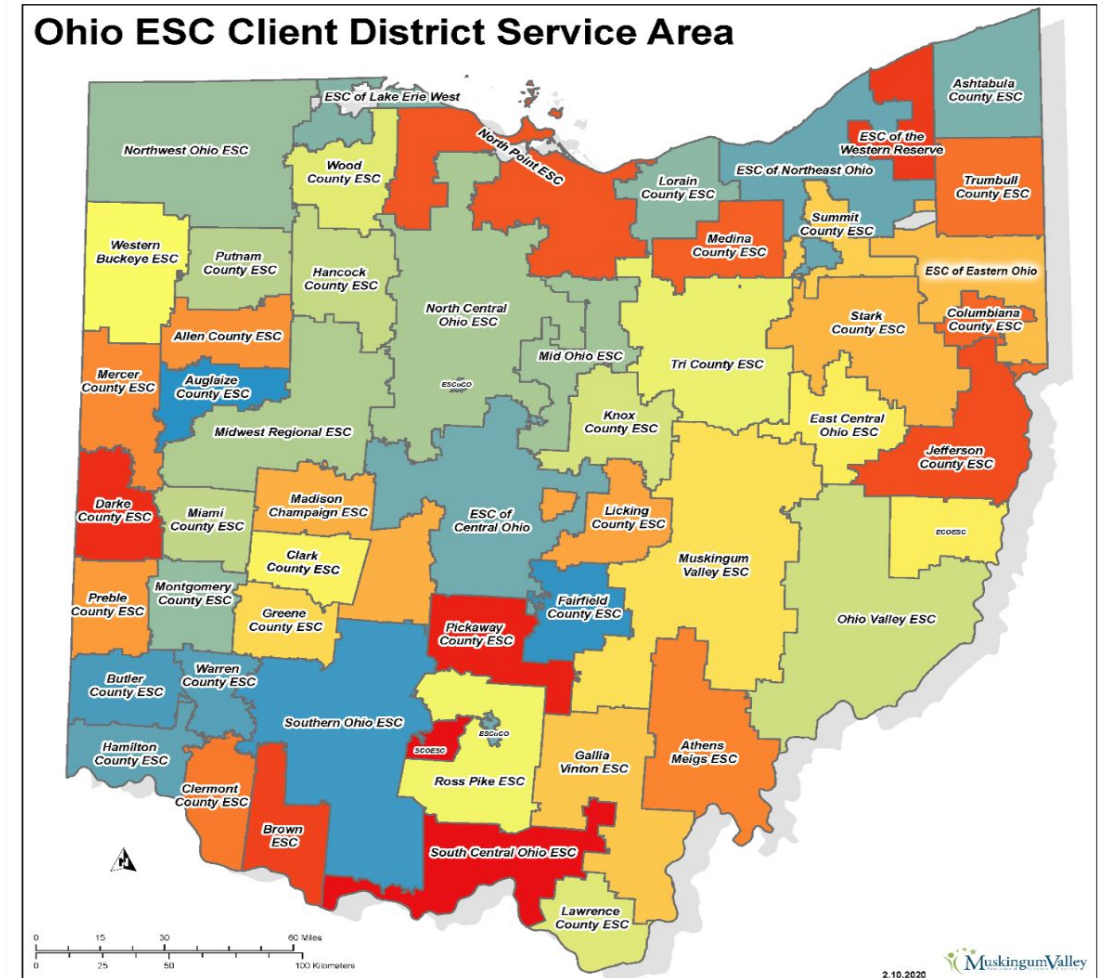 Ohio ESC Client District Service Area
ESC of Lake Erie West
Northwest Ohio ESC
North Point ESC
Ashtabula
County ESC
ESC of the
Western Reserve
Wood
County ESC
Lorain
County ESC
ESC of Northeast Ohio
Trumbull
County ESC
Summit
County ESC
Western
Buckeye ESC
Putnam
County ESC
Hancock
County ESC
Medina
County ESC
ESC of Eastern Ohio
North Central
Ohio ESC
Stark
County ESC
Columbiana
County ESC
Allen County ESC
Mid Ohio ESC
Tri County ESC
Mercer
County ESC
Auglaize
County ESC
ESCoCO
Knox
County ESC
East Central
Ohio ESC
Midwest Regional ESC
Jefferson
County ESC
Darke
County ESC
Miami
County ESC
Madison
Champaign ESC
ESC of
Central Ohio
Licking
County ESC
ECOESC
Clark
County ESC
Muskingum
Valley ESC
Preble
County ESC
Montgomery
County ESC
Greene
County ESC
Fairfield
County ESC
Ohio Valley ESC
Pickaway
County ESC
Butler
County ESC
Warren
County ESC
Southern Ohio ESC
ESCoCO
SCOESC
Hamilton
County ESC
Ross Pike ESC
Gallia
Vinton ESC
Athens
Meigs ESC
Clermont
County ESC
Brown
ESC
South Central Ohio ESC
Lawrence
County ESC
N
0 15 30 60 Miles
0 25 50 100 Kilometers
2.10.2020
MuskingumValley